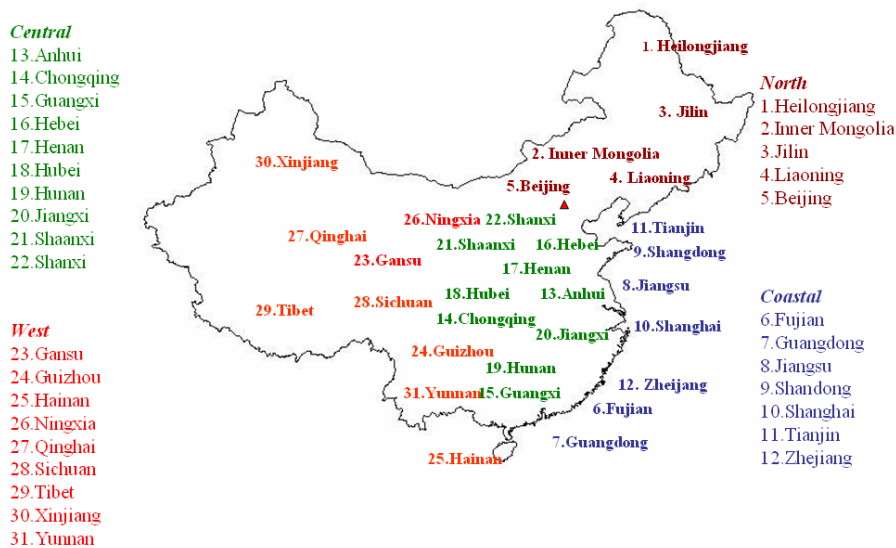 Central
13.Anhui
14.Chongqing
15.Guangxi
16.Hebei
17.Henan
18.Hubei
19.Hunan
20.Jiangxi
21.Shaanxi
22.Shanxi
West
23.Gansu
24.Guizhou
25.Hainan
26.Ningxia
27.Qinghai
28.Sichuan
29.Tibet
30.Xinjiang
31.Yunnan
1. Heilongjiang
3. Jilin
2. Inner Mongolia
30.Xinjiang
4. Liaoning
5.Beijing
26.Ningxia
22.Shanxi
11.Tianjin
27.Qinghai
21.Shaanxi
16.Hebei
9.Shangdong
23.Gansu
17.Henan
8.Jiangsu
18.Hubei
13.Anhui
28.Sichuan
29.Tibet
14.Chongqing
10.Shanghai
20.Jiangxi
24.Guizhou
19.Hunan
12. Zheijang
31.Yunnan
15.Guangxi
6.Fujian
7.Guangdong
25.Hainan
North
1.Heilongjiang
2.Inner Mongolia
3.Jilin
4.Liaoning
5.Beijing
Coastal
6.Fujian
7.Guangdong
8.Jiangsu
9.Shandong
10.Shanghai
11.Tianjin
12.Zhejiang